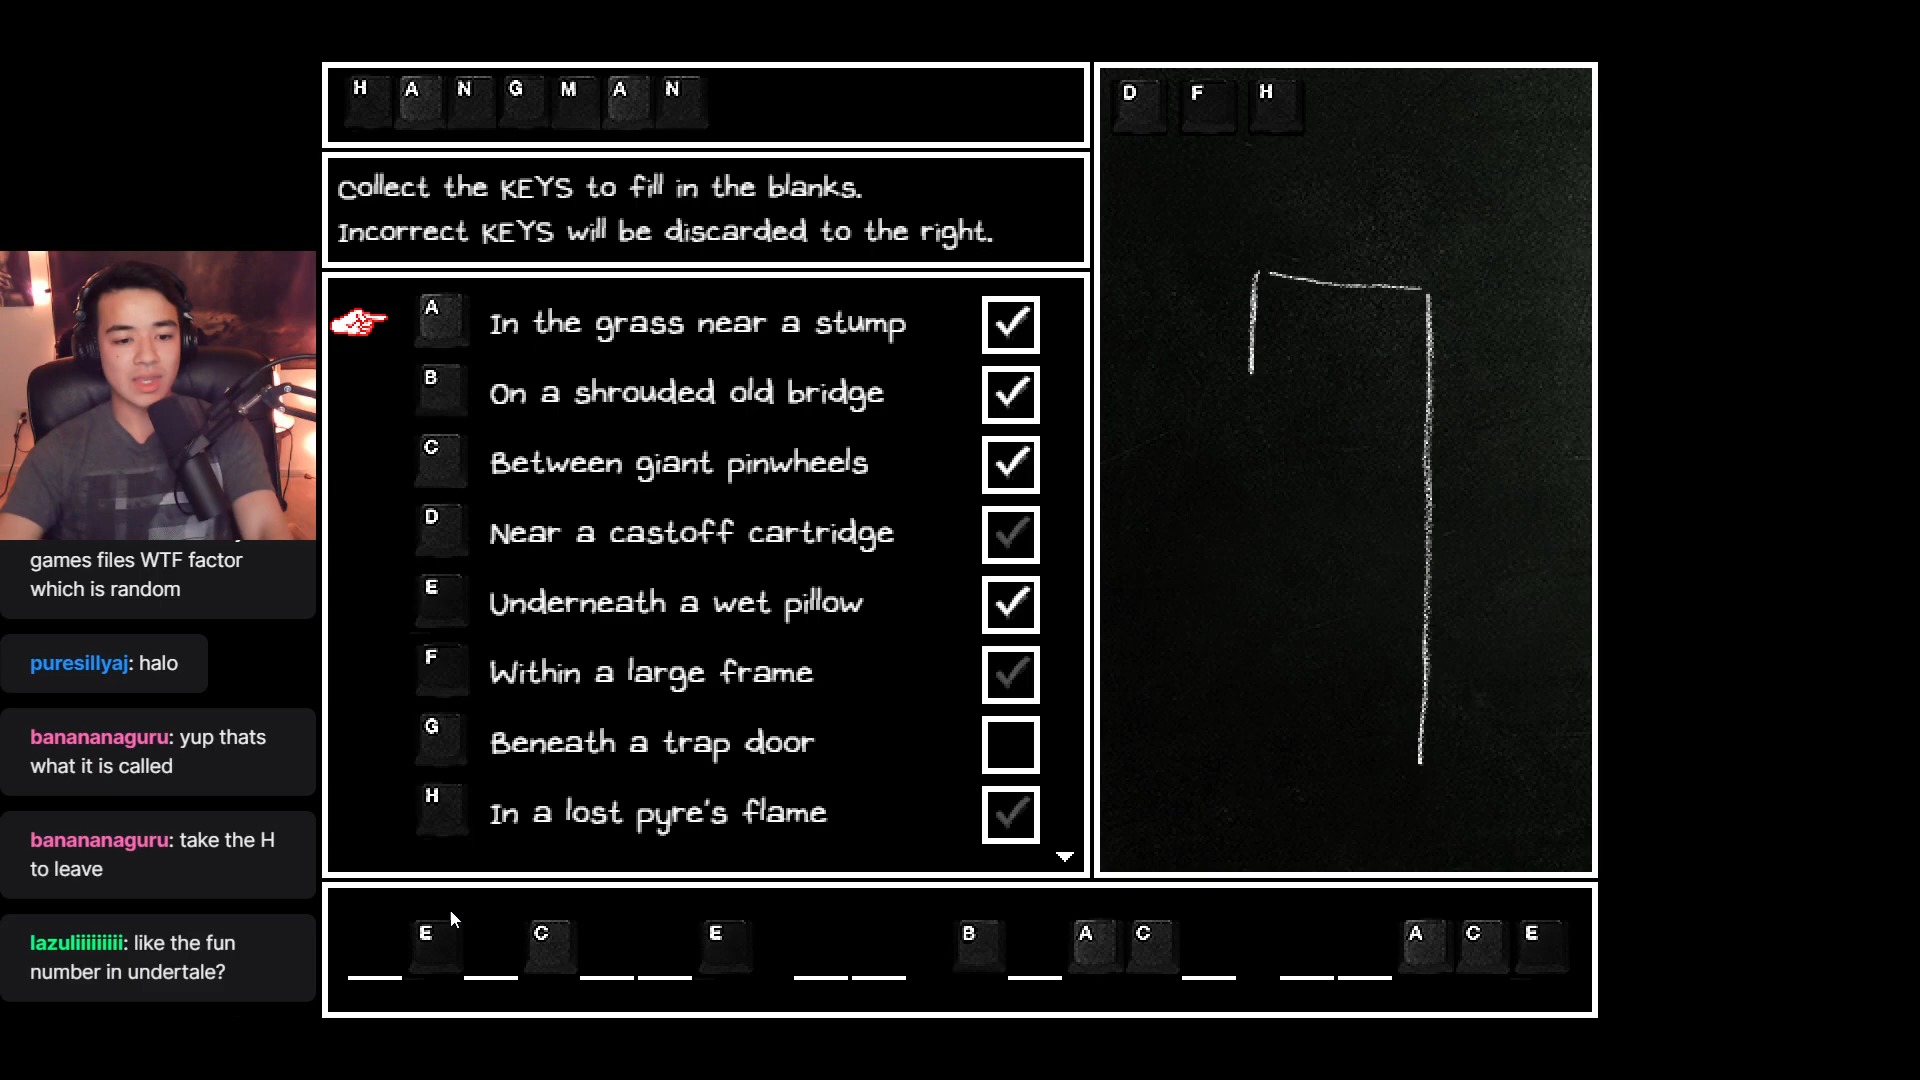 H A N G M A N
D F H
Collect the KEYS to fill in the blanks.
Incorrect KEYS will be discarded to the right.
A In the grass near a stump
B On a shrouded old bridge
C Between giant pinwheels
D Near a castoff cartridge
E Underneath a wet pillow
F Within a large frame
G Beneath a trap door
H In a lost pyre's flame
E C E B A C A C E
games files WTF factor
which is random
puresillyaj: halo
banananaguru: yup thats
what it is called
banananaguru: take the H
to leave
lazuliiiiiiiii: like the fun
number in undertale?